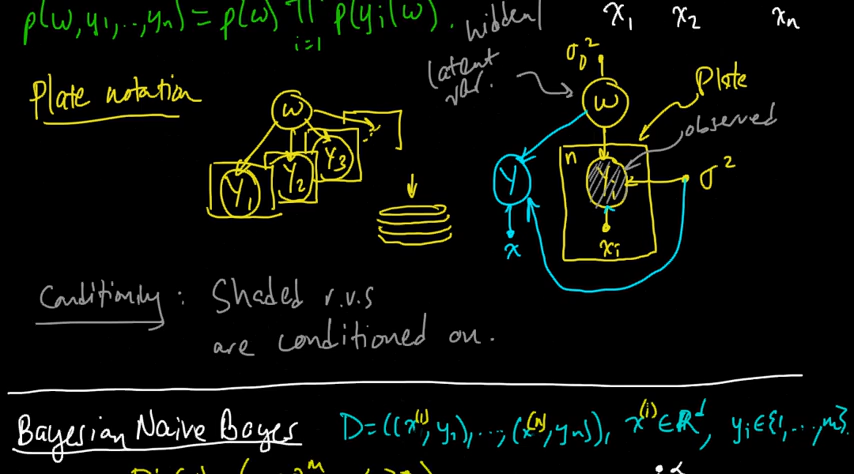 p(w, y₁,..., yₙ) = p(w) ∏ᵢ₌₁ p(yᵢ|w).
hidden
x₁ x₂ xₙ
latent
var.
σ₀²
w
Plate
observed
n
Y
Yᵢ
σ²
x
xᵢ
Plate notation
w
Y₁ Y₂ Y₃
Conditioning : Shaded r.v.s
are conditioned on.
Bayesian Naive Bayes D=((x⁽¹⁾, y₁),...,(x⁽ⁿ⁾, yₙ)), x⁽ⁱ⁾∈ℝᵈ, yᵢ∈{1,...,m}.